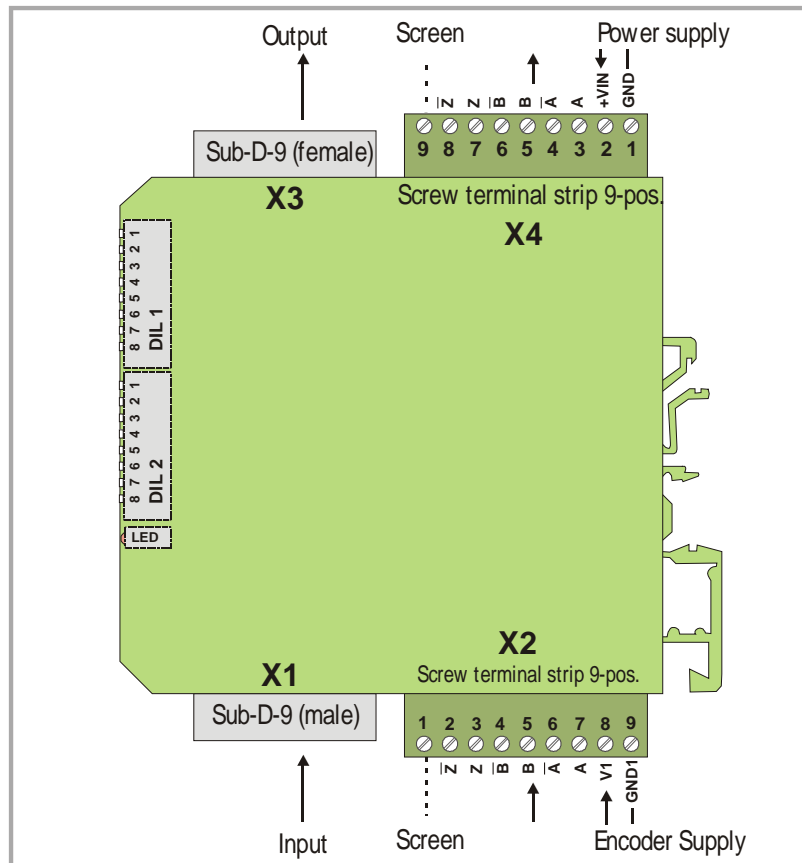 Output Screen Power supply
Z̅ Z B̅ B A̅ A +VIN GND
Sub-D-9 (female)
9 8 7 6 5 4 3 2 1
X3
Screw terminal strip 9-pos.
X4
1 2 3 4 5 6 7 8
DIL 1
1 2 3 4 5 6 7 8
DIL 2
LED
X2
X1
Screw terminal strip 9-pos.
Sub-D-9 (male)
1 2 3 4 5 6 7 8 9
Z̅ Z B̅ B A̅ A V1 GND1
Input Screen Encoder Supply